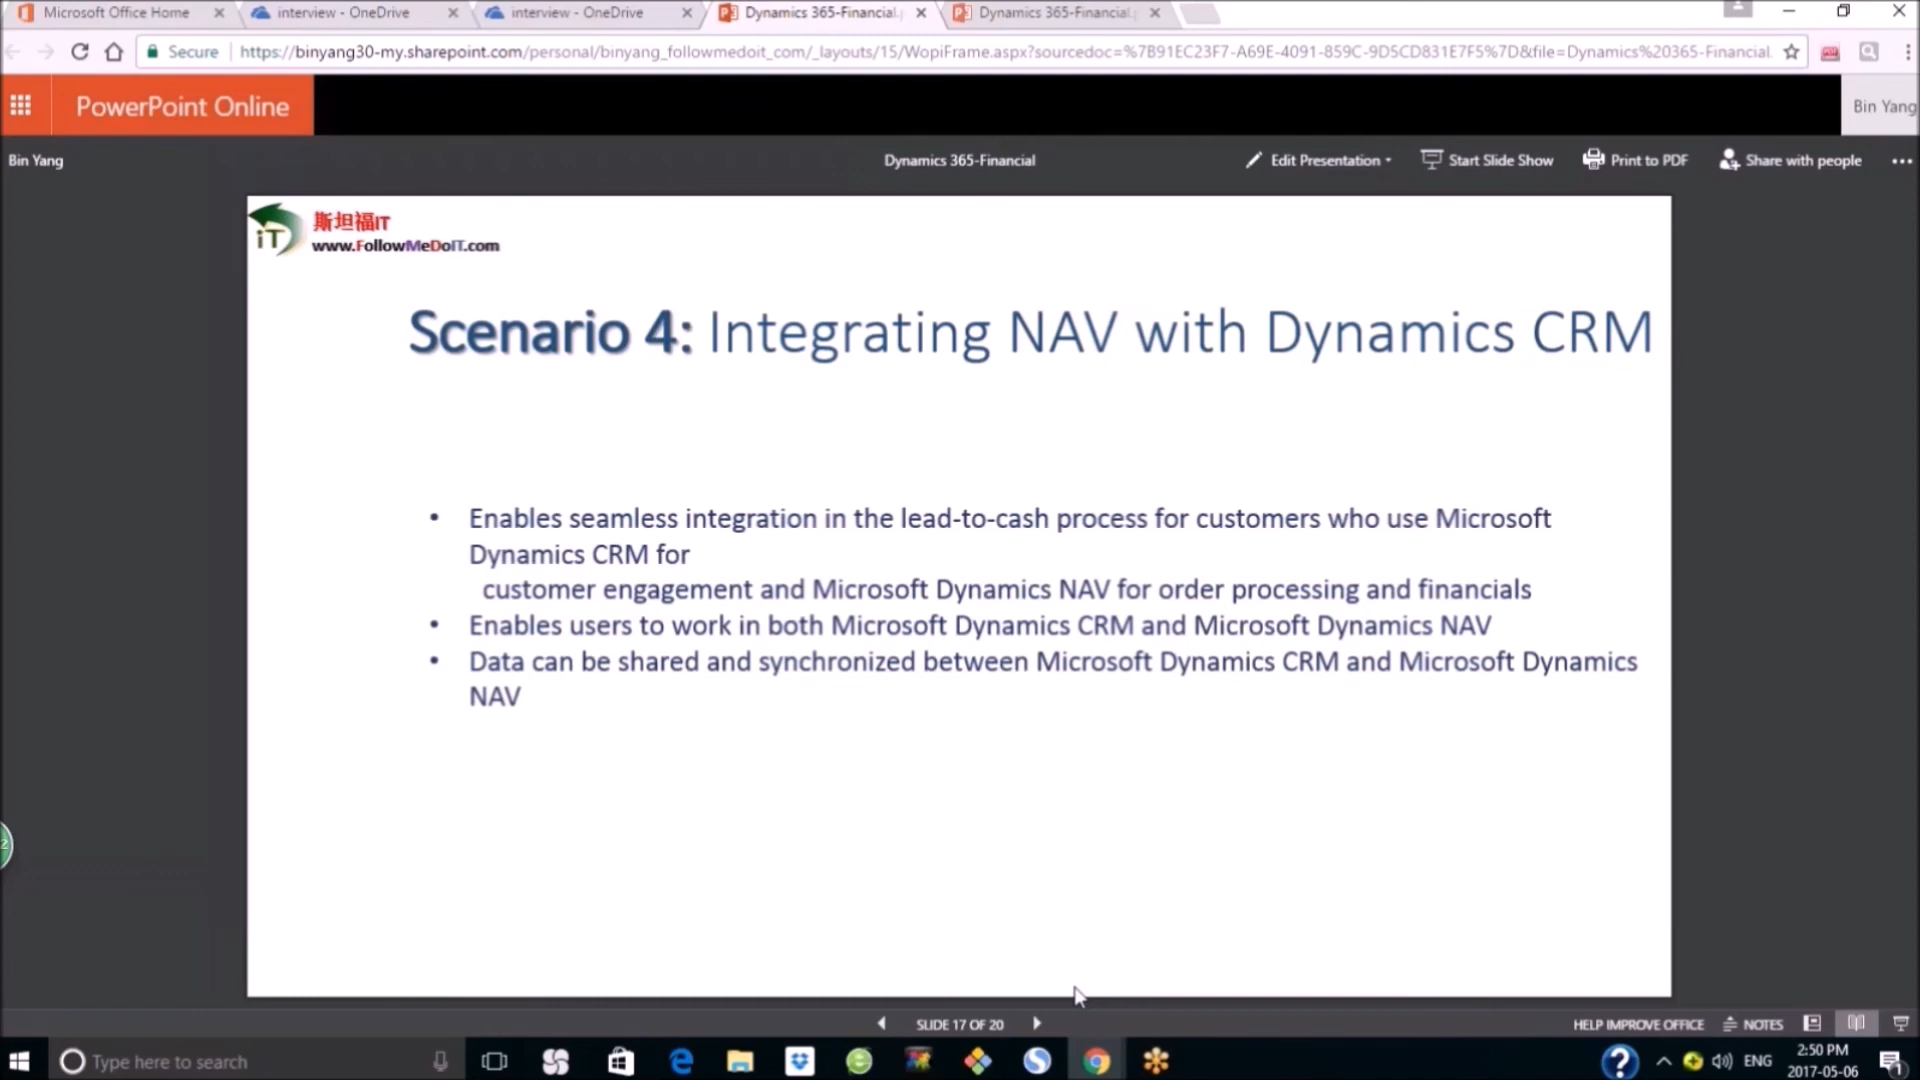 Microsoft Office Home
interview - OneDrive
interview - OneDrive
Dynamics 365-Financial.
Dynamics 365-Financial.
Secure
https://binyang30-my.sharepoint.com/personal/binyang_followmedoit_com/_layouts/15/WopiFrame.aspx?sourcedoc=%7B91EC23F7-A69E-4091-859C-9D5CD831E7F5%7D&file=Dynamics%20365-Financial.
PowerPoint Online
Bin Yang
Bin Yang
Dynamics 365-Financial
Edit Presentation
Start Slide Show
Print to PDF
Share with people
iT
斯坦福IT
www.FollowMeDoIT.com
Scenario 4: Integrating NAV with Dynamics CRM
• Enables seamless integration in the lead-to-cash process for customers who use Microsoft
Dynamics CRM for
customer engagement and Microsoft Dynamics NAV for order processing and financials
• Enables users to work in both Microsoft Dynamics CRM and Microsoft Dynamics NAV
• Data can be shared and synchronized between Microsoft Dynamics CRM and Microsoft Dynamics
NAV
SLIDE 17 OF 20
HELP IMPROVE OFFICE
NOTES
Type here to search
ENG
2:50 PM
2017-05-06